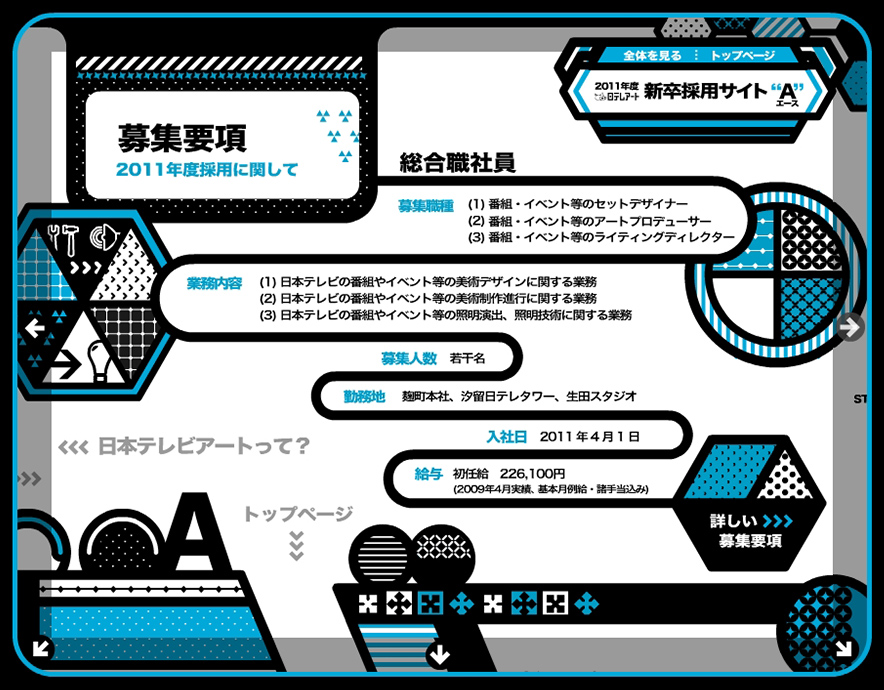 全体を見る トップページ
2011年度
日テレアート 新卒採用サイト “A”
エース
募集要項
2011年度採用に関して
総合職社員
募集職種 (1) 番組・イベント等のセットデザイナー
(2) 番組・イベント等のアートプロデューサー
(3) 番組・イベント等のライティングディレクター
業務内容 (1) 日本テレビの番組やイベント等の美術デザインに関する業務
(2) 日本テレビの番組やイベント等の美術制作進行に関する業務
(3) 日本テレビの番組やイベント等の照明演出、照明技術に関する業務
募集人数 若干名
勤務地 麹町本社、汐留日テレタワー、生田スタジオ
ST
入社日 2011年4月1日
日本テレビアートって?
給与 初任給 226,100円
(2009年4月実績、基本月例給・諸手当込み)
詳しい
募集要項
A
トップページ